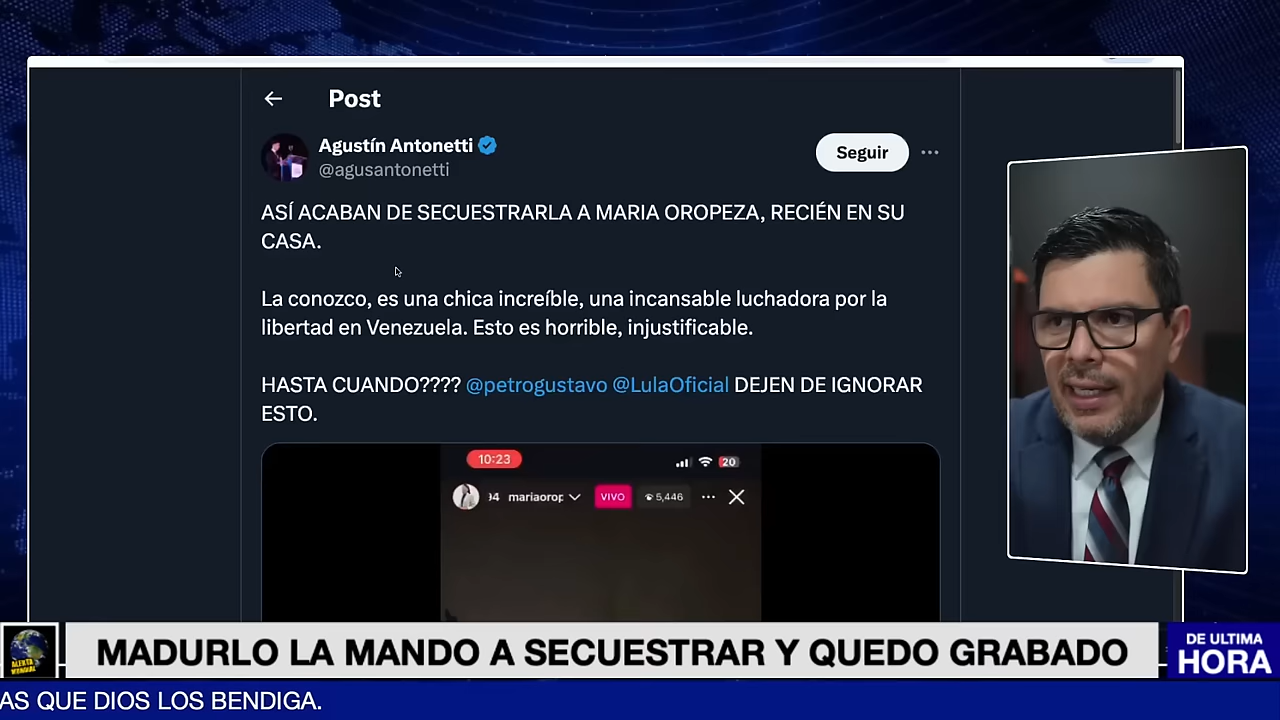 Post
Agustín Antonetti
@agusantonetti
Seguir
ASÍ ACABAN DE SECUESTRARLA A MARIA OROPEZA, RECIÉN EN SU
CASA.
La conozco, es una chica increíble, una incansable luchadora por la
libertad en Venezuela. Esto es horrible, injustificable.
HASTA CUANDO???? @petrogustavo @LulaOficial DEJEN DE IGNORAR
ESTO.
10:23
20
94 mariaorop
VIVO
5,446
MADURLO LA MANDO A SECUESTRAR Y QUEDO GRABADO
DE ULTIMA
HORA
ALERTA
MUNDIAL
AS QUE DIOS LOS BENDIGA.